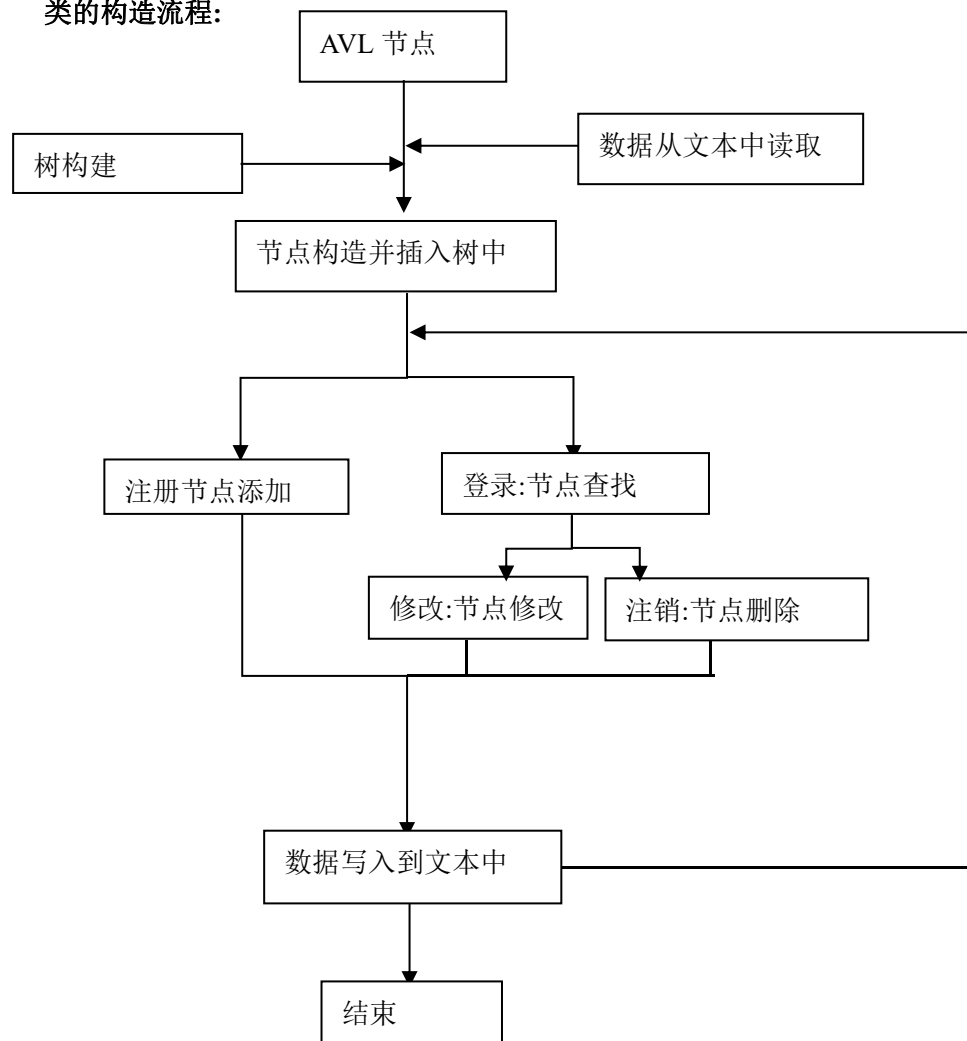 类的构造流程:
AVL 节点
树构建
数据从文本中读取
节点构造并插入树中
注册节点添加
登录:节点查找
修改:节点修改
注销:节点删除
数据写入到文本中
结束